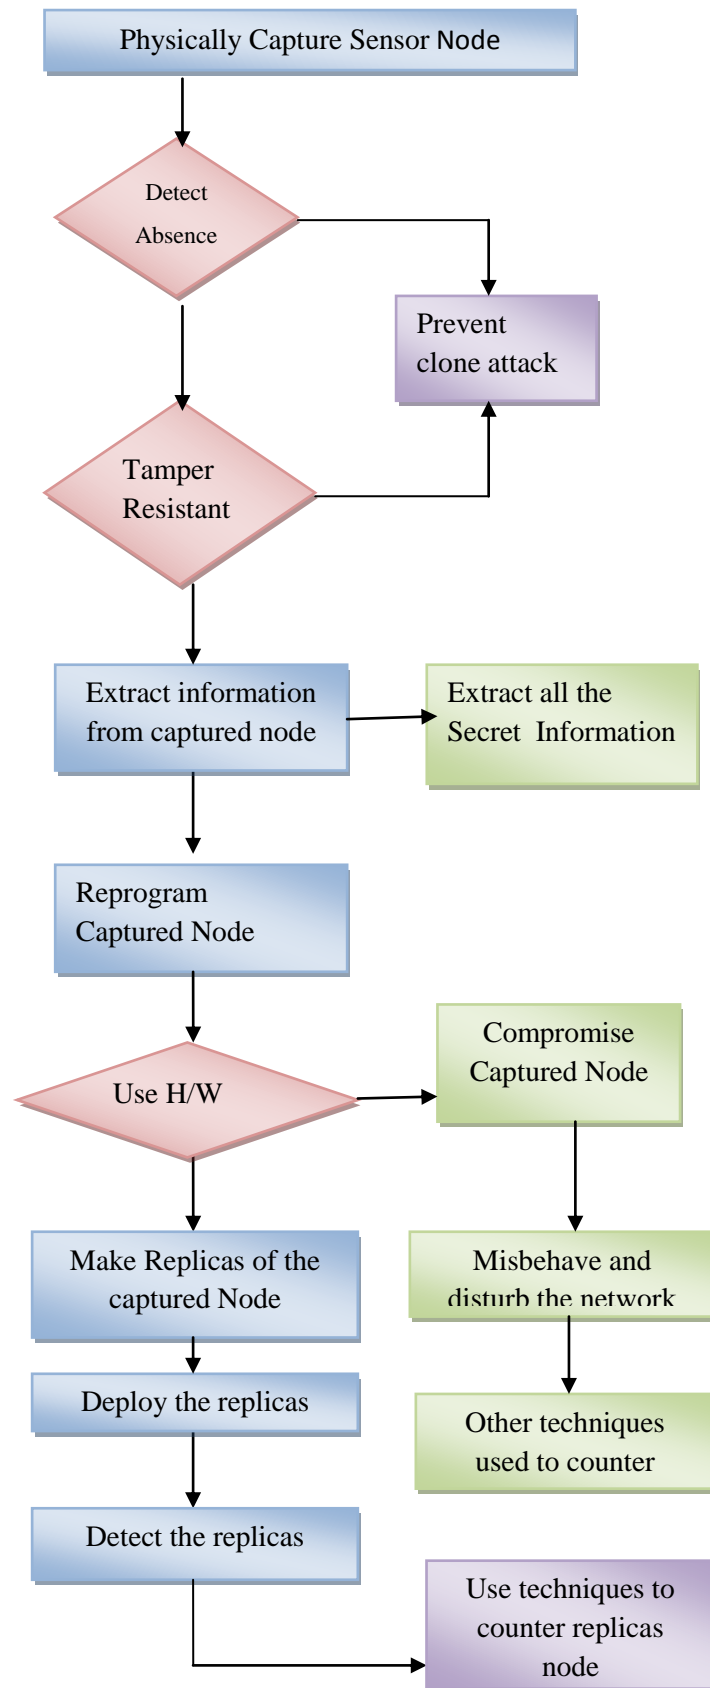 Physically Capture Sensor Node
Detect
Absence
Prevent
clone attack
Tamper
Resistant
Extract information
from captured node
Extract all the
Secret Information
Reprogram
Captured Node
Use H/W
Compromise
Captured Node
Make Replicas of the
captured Node
Misbehave and
disturb the network
Deploy the replicas
Other techniques
used to counter
Detect the replicas
Use techniques to
counter replicas
node